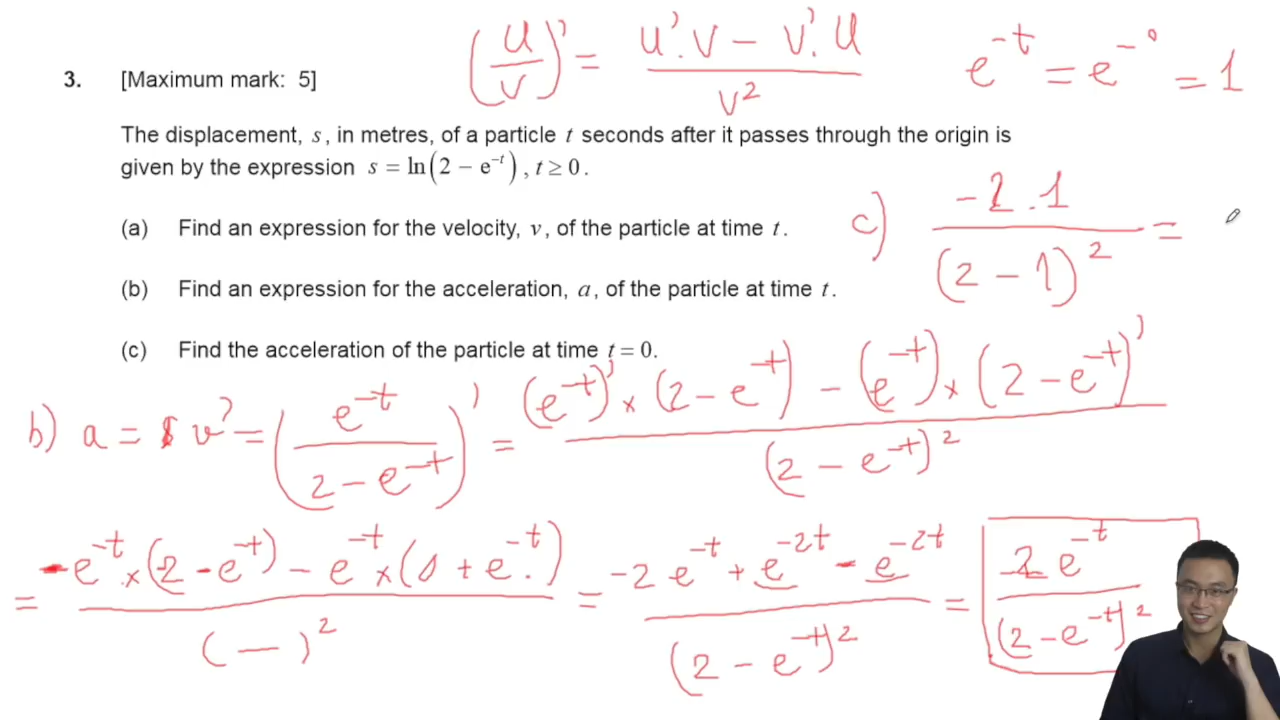 (u/v)' = (u'.v − v'.u)/v²
e^(−t) = e^(−0) = 1
3. [Maximum mark: 5]
The displacement, s, in metres, of a particle t seconds after it passes through the origin is
given by the expression s = ln(2 − e^(−t)), t ≥ 0.
(a) Find an expression for the velocity, v, of the particle at time t.
c) (−2.1)/(2 − 1)² =
(b) Find an expression for the acceleration, a, of the particle at time t.
(c) Find the acceleration of the particle at time t = 0.
b) a = v' = (e^(−t)/(2 − e^(−t)))' = ((e^(−t))' × (2 − e^(−t)) − (e^(−t)) × (2 − e^(−t))')/(2 − e^(−t))²
= (−e^(−t) × (2 − e^(−t)) − e^(−t) × (0 + e^(−t)))/(—)² = (−2e^(−t) + e^(−2t) − e^(−2t))/(2 − e^(−t))² = −2e^(−t)/(2 − e^(−t))²